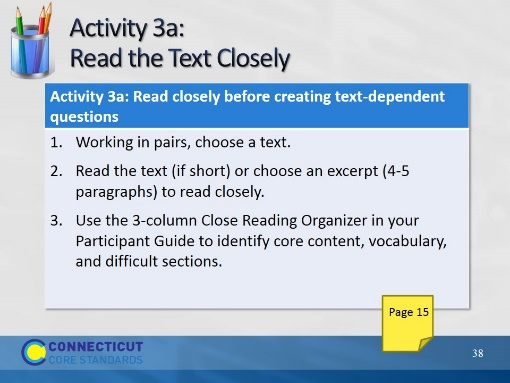 Activity 3a:
Read the Text Closely
Activity 3a: Read closely before creating text-dependent
questions
1. Working in pairs, choose a text.
2. Read the text (if short) or choose an excerpt (4-5
paragraphs) to read closely.
3. Use the 3-column Close Reading Organizer in your
Participant Guide to identify core content, vocabulary,
and difficult sections.
Page 15
CONNECTICUT
CORE STANDARDS
38